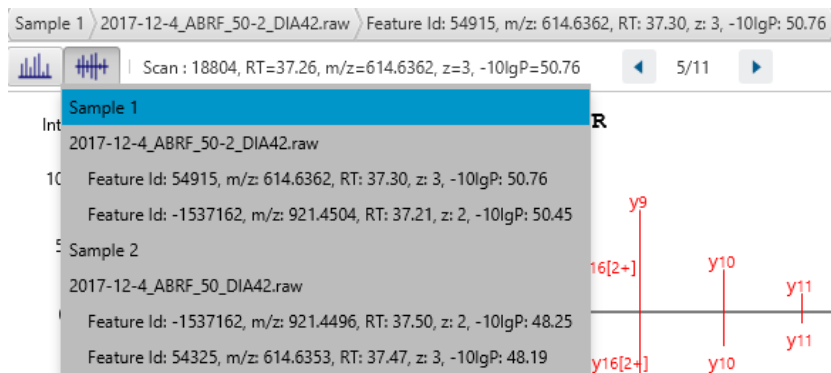 Sample 1 2017-12-4_ABRF_50-2_DIA42.raw Feature Id: 54915, m/z: 614.6362, RT: 37.30, z: 3, -10lgP: 50.76
Scan : 18804, RT=37.26, m/z=614.6362, z=3, -10lgP=50.76 5/11
Sample 1
Int R
2017-12-4_ABRF_50-2_DIA42.raw
10 Feature Id: 54915, m/z: 614.6362, RT: 37.30, z: 3, -10lgP: 50.76
Feature Id: -1537162, m/z: 921.4504, RT: 37.21, z: 2, -10lgP: 50.45 y9
5 Sample 2
16[2+] y10
2017-12-4_ABRF_50_DIA42.raw y11
Feature Id: -1537162, m/z: 921.4496, RT: 37.50, z: 2, -10lgP: 48.25
y11
Feature Id: 54325, m/z: 614.6353, RT: 37.47, z: 3, -10lgP: 48.19
y16[2+] y10